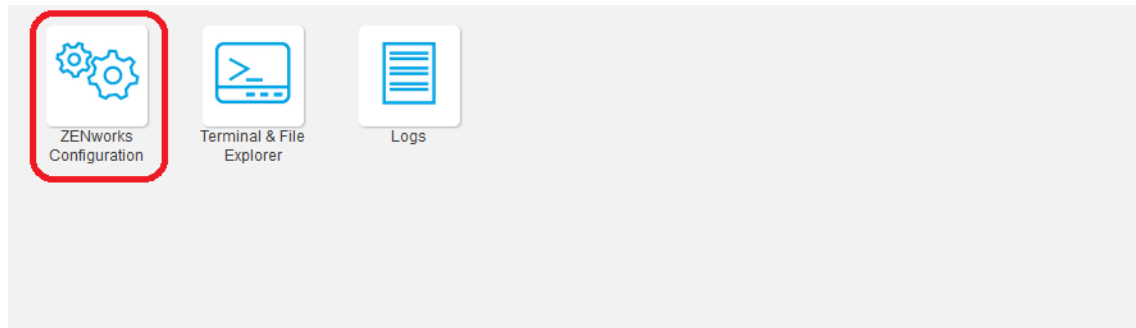 ZENworks
Configuration
Terminal & File
Explorer
Logs